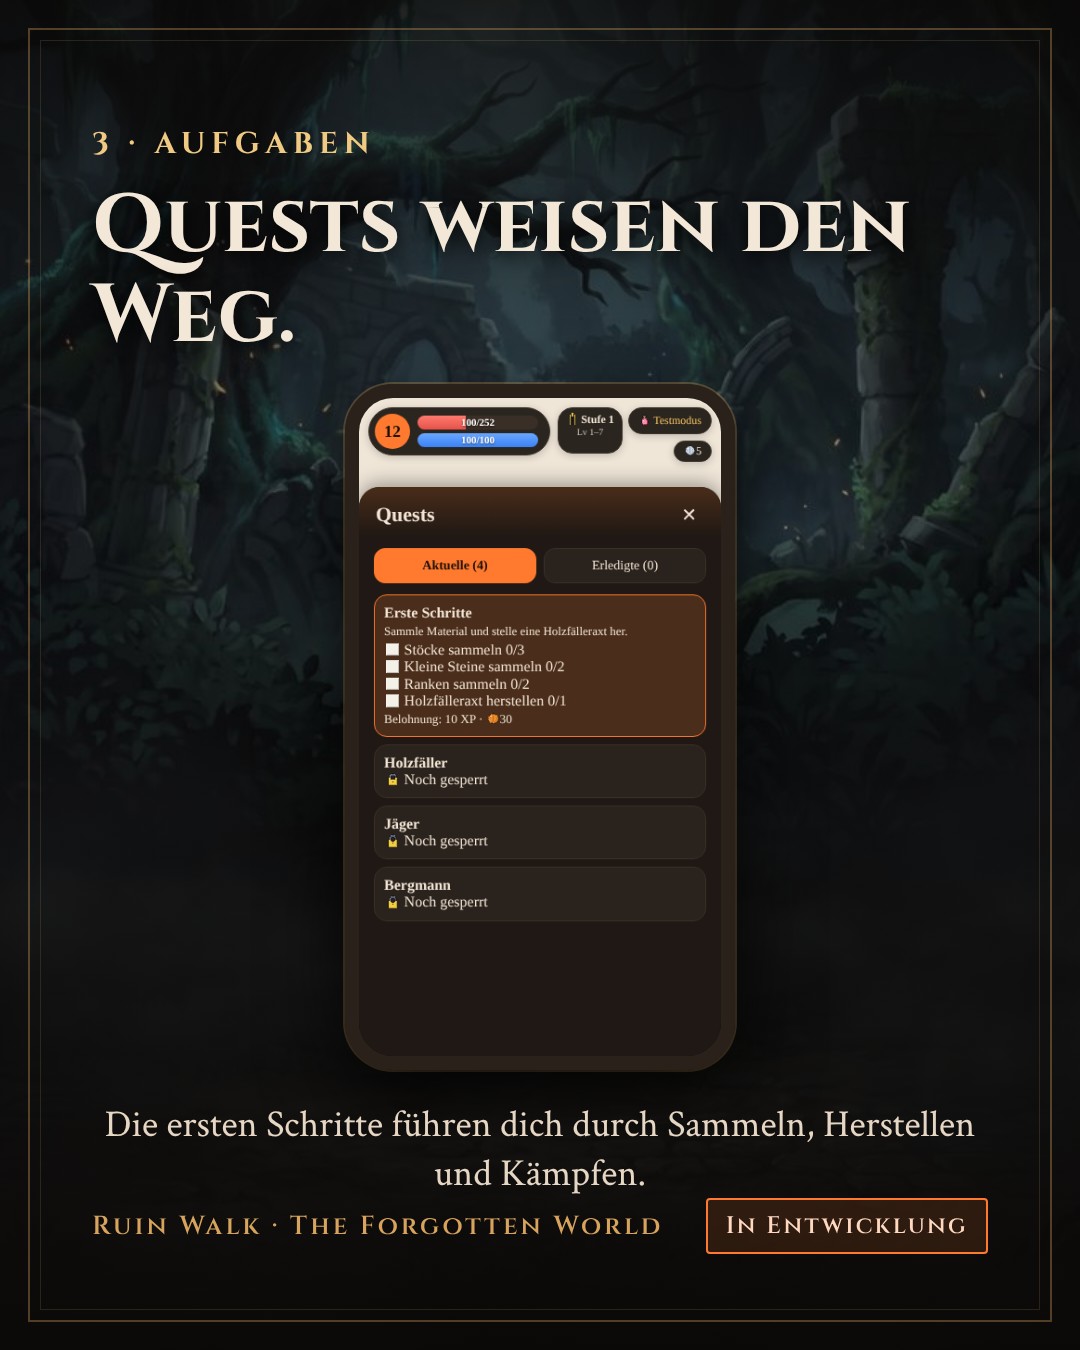 3 · AUFGABEN
QUESTS WEISEN DEN
WEG.
12
100/252
100/100
Stufe 1
Lv 1–7
Testmodus
5
Quests ✕
Aktuelle (4) Erledigte (0)
Erste Schritte
Sammle Material und stelle eine Holzfälleraxt her.
Stöcke sammeln 0/3
Kleine Steine sammeln 0/2
Ranken sammeln 0/2
Holzfälleraxt herstellen 0/1
Belohnung: 10 XP · 30
Holzfäller
Noch gesperrt
Jäger
Noch gesperrt
Bergmann
Noch gesperrt
Die ersten Schritte führen dich durch Sammeln, Herstellen
und Kämpfen.
RUIN WALK · THE FORGOTTEN WORLD
IN ENTWICKLUNG